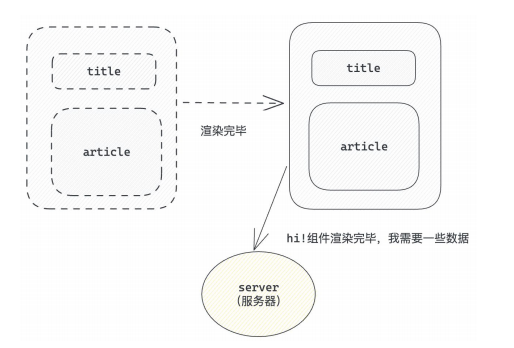 title
article
渲染完毕
title
article
hi!组件渲染完毕，我需要一些数据
server
(服务器)